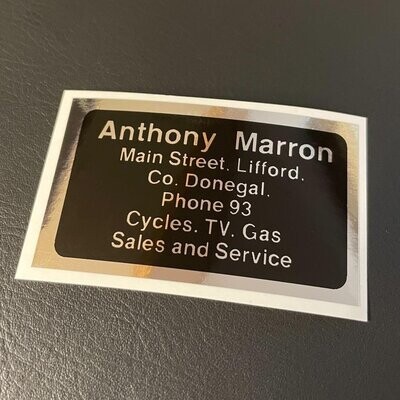 Anthony Marron
Main Street. Lifford.
Co. Donegal.
Phone 93
Cycles. TV. Gas
Sales and Service